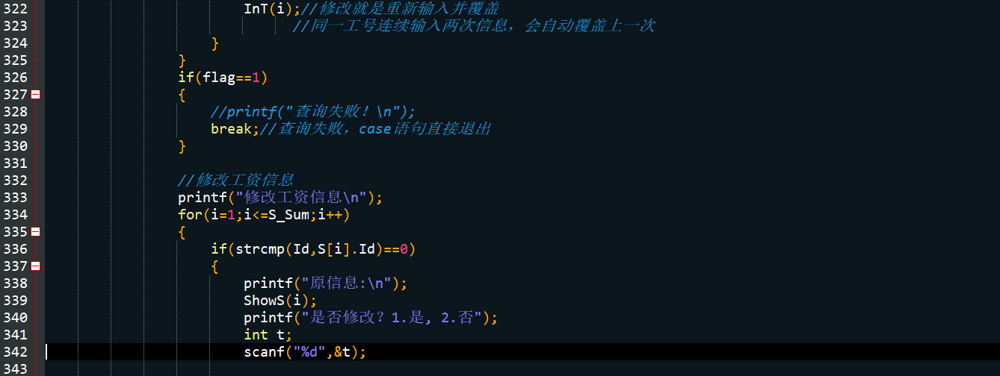 322 InT(i);//修改就是重新输入并覆盖
323 //同一工号连续输入两次信息，会自动覆盖上一次
324 }
325 }
326 if(flag==1)
327 {
328 //printf("查询失败！\n");
329 break;//查询失败，case语句直接退出
330 }
331
332 //修改工资信息
333 printf("修改工资信息\n");
334 for(i=1;i<=S_Sum;i++)
335 {
336 if(strcmp(Id,S[i].Id)==0)
337 {
338 printf("原信息:\n");
339 ShowS(i);
340 printf("是否修改？1.是, 2.否");
341 int t;
342 scanf("%d",&t);
343